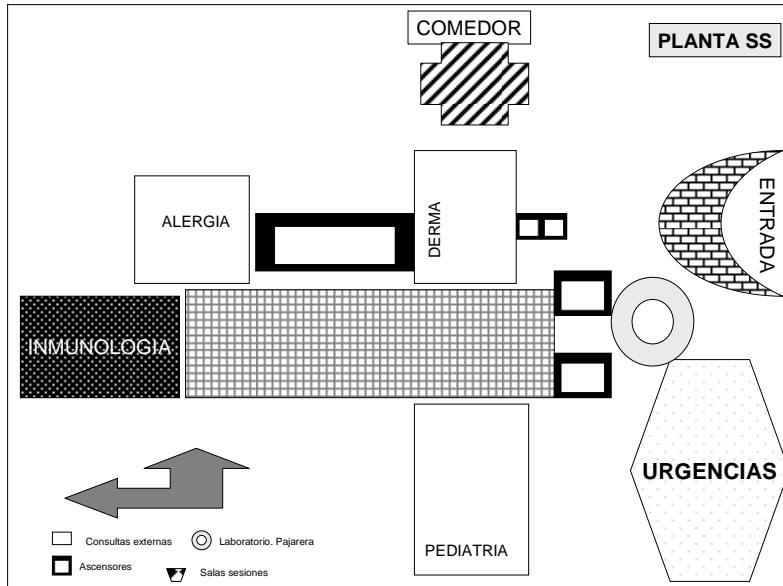 COMEDOR
PLANTA SS
ENTRADA
ALERGIA
DERMA
INMUNOLOGIA
URGENCIAS
PEDIATRIA
Consultas externas
Laboratorio. Pajarera
Ascensores
Salas sesiones